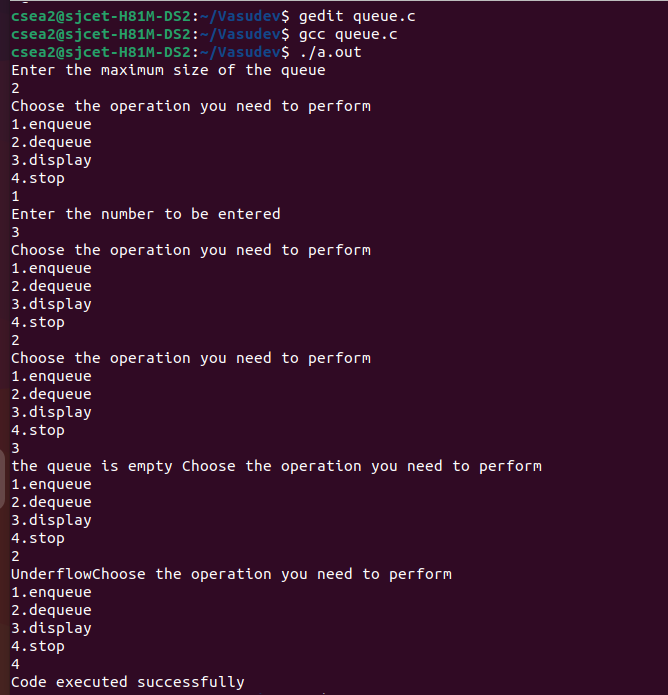 csea2@sjcet-H81M-DS2:~/Vasudev$ gedit queue.c
csea2@sjcet-H81M-DS2:~/Vasudev$ gcc queue.c
csea2@sjcet-H81M-DS2:~/Vasudev$ ./a.out
Enter the maximum size of the queue
2
Choose the operation you need to perform
1.enqueue
2.dequeue
3.display
4.stop
1
Enter the number to be entered
3
Choose the operation you need to perform
1.enqueue
2.dequeue
3.display
4.stop
2
Choose the operation you need to perform
1.enqueue
2.dequeue
3.display
4.stop
3
the queue is empty Choose the operation you need to perform
1.enqueue
2.dequeue
3.display
4.stop
2
UnderflowChoose the operation you need to perform
1.enqueue
2.dequeue
3.display
4.stop
4
Code executed successfully